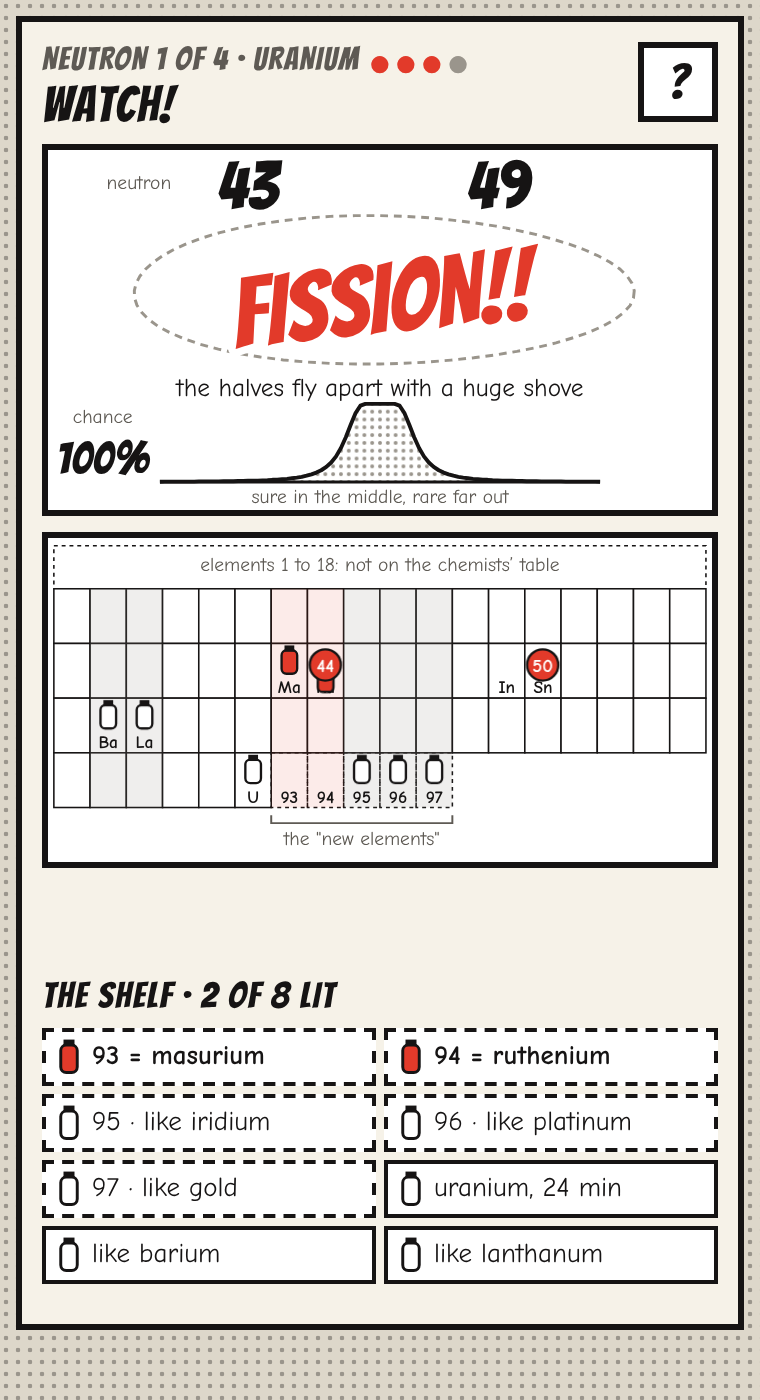 NEUTRON 1 OF 4 · URANIUM
WATCH!
?
neutron 43 49
FISSION!!
the halves fly apart with a huge shove
chance
100%
sure in the middle, rare far out
elements 1 to 18: not on the chemists' table
44 50
Ma In Sn
Ba La
U 93 94 95 96 97
the "new elements"
THE SHELF · 2 OF 8 LIT
93 = masurium
94 = ruthenium
95 · like iridium
96 · like platinum
97 · like gold
uranium, 24 min
like barium
like lanthanum